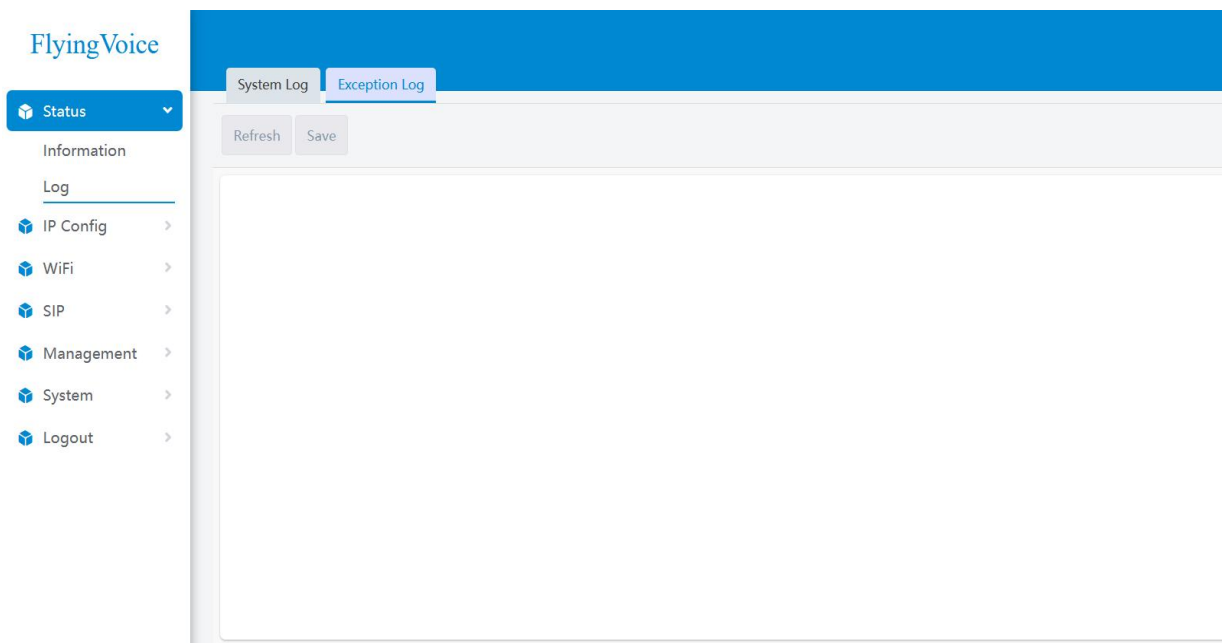 FlyingVoice
System Log
Exception Log
Status
Refresh
Save
Information
Log
IP Config
WiFi
SIP
Management
System
Logout